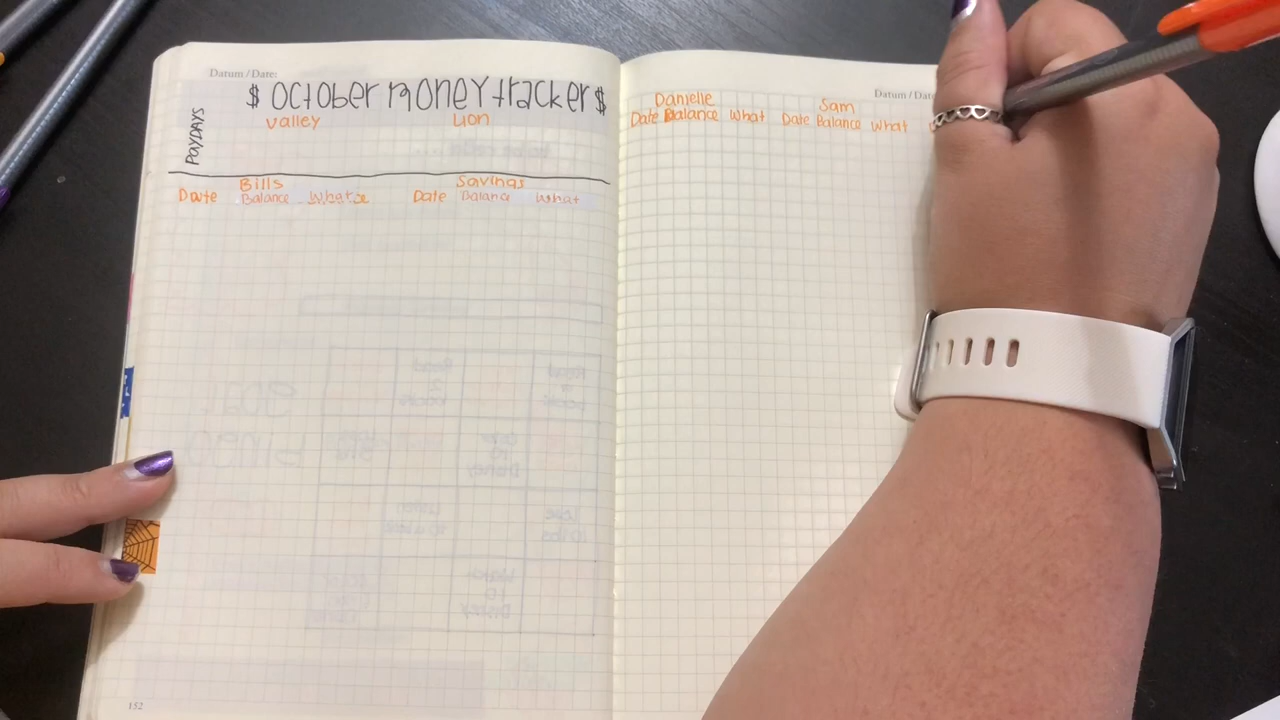 Datum / Date:
$ October Money tracker $
PAYDAYS
Valley Lion
Bills Savings
Date Balance What Date Balance What
152
Datum / Date
Danielle Sam
Date Balance What Date Balance What